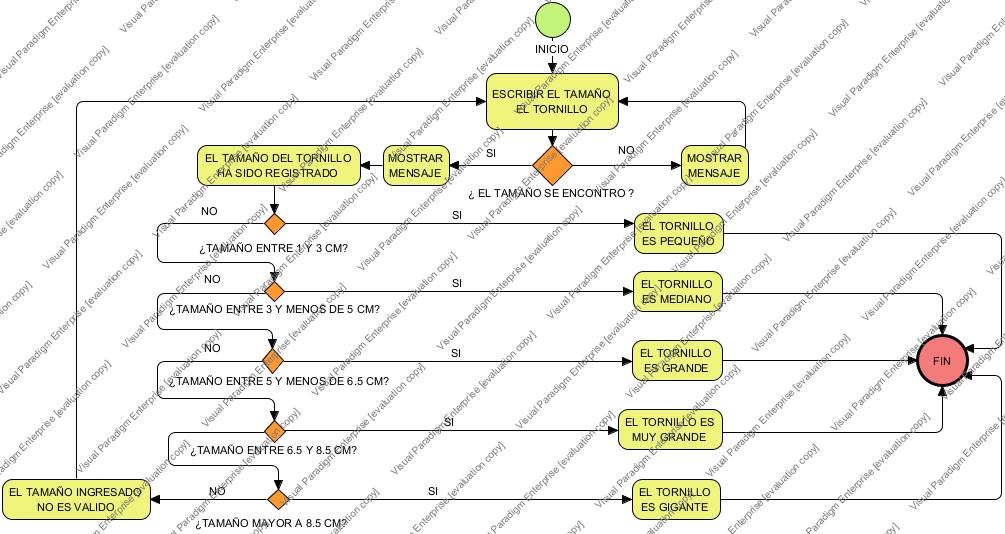 INICIO
ESCRIBIR EL TAMAÑO
EL TORNILLO
SI
NO
EL TAMAÑO DEL TORNILLO
HA SIDO REGISTRADO
MOSTRAR
MENSAJE
MOSTRAR
MENSAJE
¿ EL TAMAÑO SE ENCONTRO ?
NO
SI
EL TORNILLO
ES PEQUEÑO
¿TAMAÑO ENTRE 1 Y 3 CM?
NO
SI
EL TORNILLO
ES MEDIANO
¿TAMAÑO ENTRE 3 Y MENOS DE 5 CM?
NO
SI
EL TORNILLO
ES GRANDE
FIN
¿TAMAÑO ENTRE 5 Y MENOS DE 6.5 CM?
SI
EL TORNILLO ES
MUY GRANDE
¿TAMAÑO ENTRE 6.5 Y 8.5 CM?
EL TAMAÑO INGRESADO
NO ES VALIDO
NO
SI
EL TORNILLO
ES GIGANTE
¿TAMAÑO MAYOR A 8.5 CM?
Visual Paradigm Enterprise [evaluation copy]